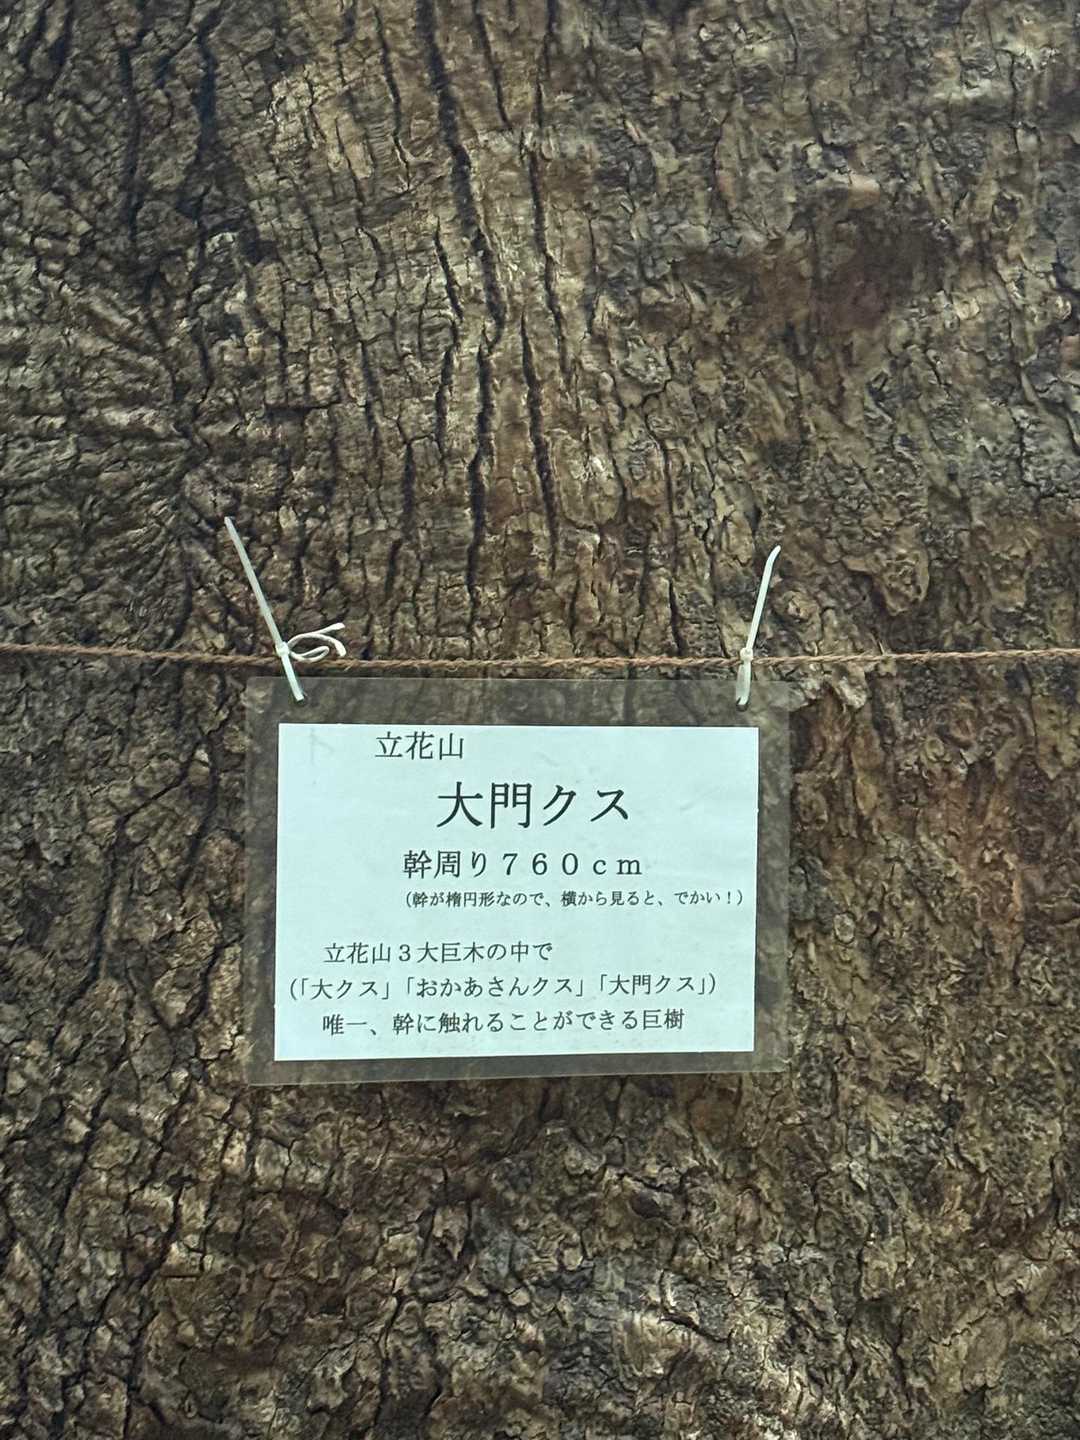 立花山
大門クス
幹周り７６０ｃｍ
（幹が楕円形なので、横から見ると、でかい！）
立花山３大巨木の中で
（「大クス」「おかあさんクス」「大門クス」）
唯一、幹に触れることができる巨樹